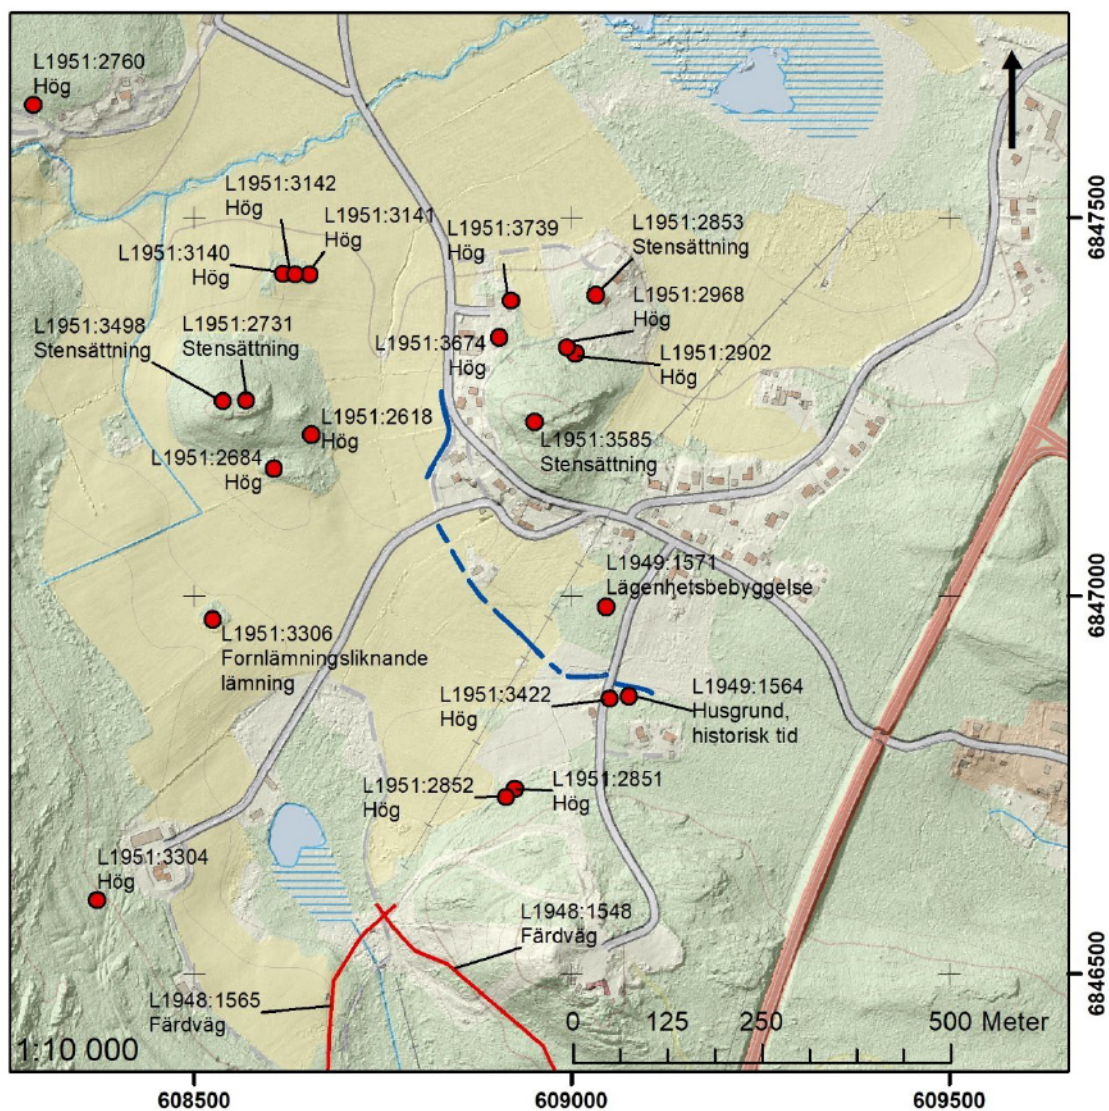 L1951:2760
Hög
L1951:3142
Hög
L1951:3141
Hög
L1951:3140
Hög
L1951:3739
Hög
L1951:2853
Stensättning
L1951:2968
Hög
L1951:2902
Hög
L1951:3674
Hög
L1951:3498
Stensättning
L1951:2731
Stensättning
L1951:2618
Hög
L1951:2684
Hög
L1951:3585
Stensättning
L1949:1571
Lägenhetsbebyggelse
L1951:3306
Fornlämningsliknande
lämning
L1951:3422
Hög
L1949:1564
Husgrund,
historisk tid
L1951:2852
Hög
L1951:2851
Hög
L1951:3304
Hög
L1948:1548
Färdväg
L1948:1565
Färdväg
0 125 250 500 Meter
1:10 000
608500 609000 609500
6847500
6847000
6846500